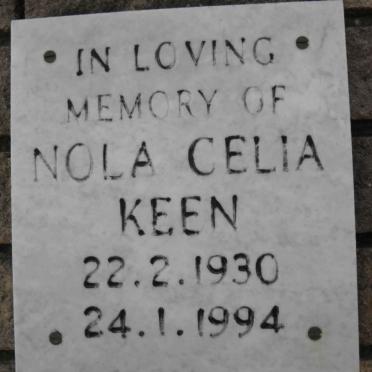 IN LOVING
MEMORY OF
NOLA CELIA
KEEN
22.2.1930
24.1.1994